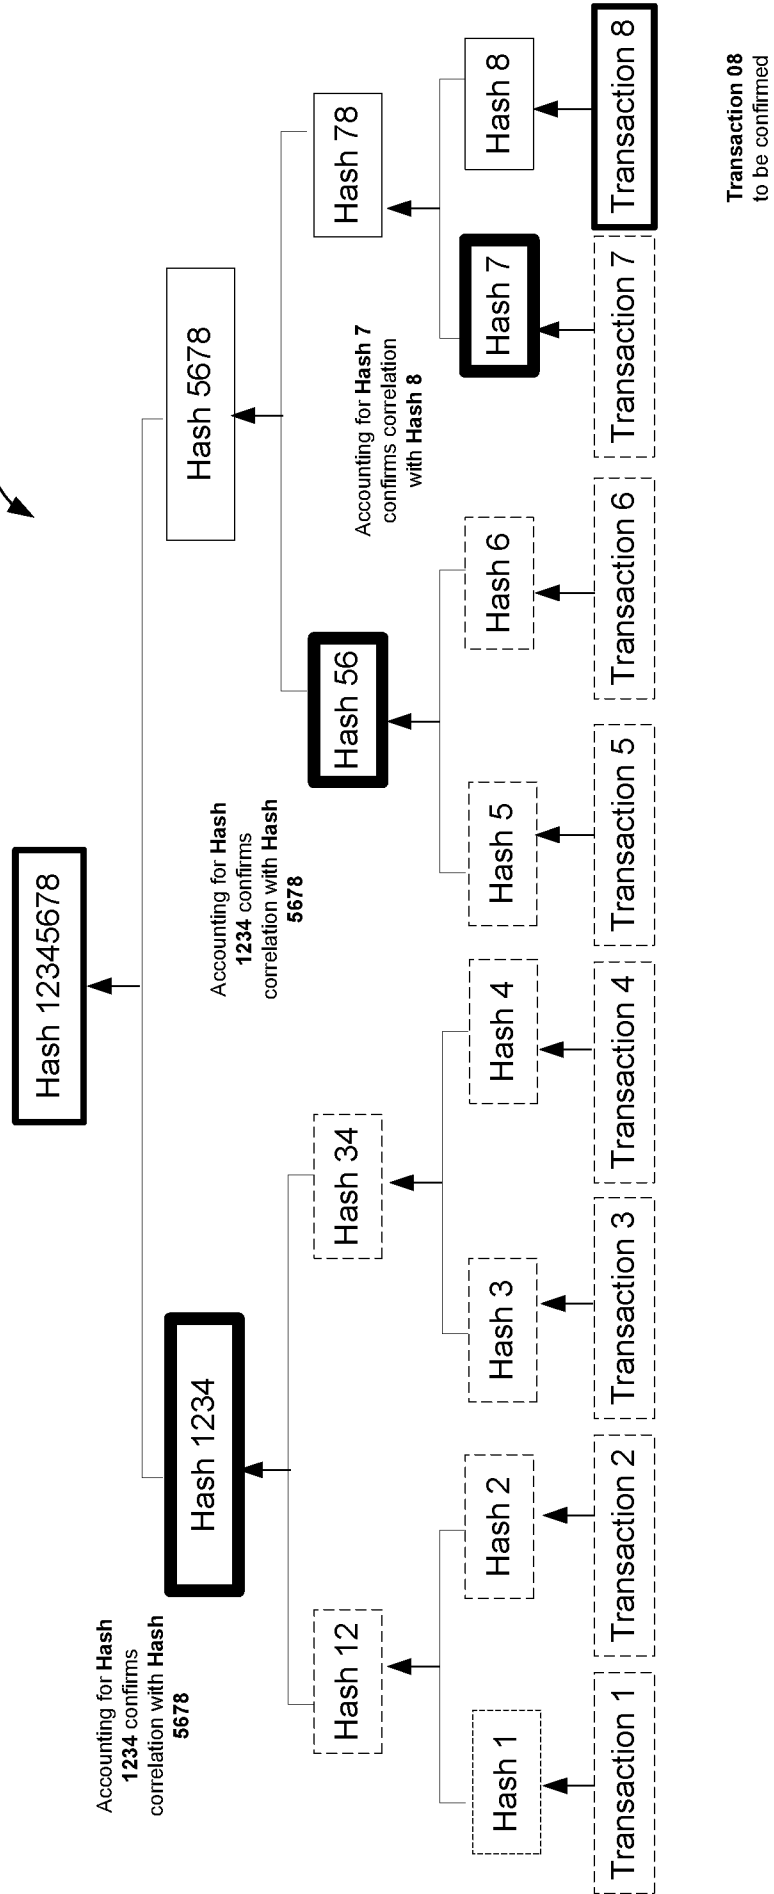 Hash 12345678
Accounting for Hash
1234 confirms
correlation with Hash
5678
Hash 1234
Hash 5678
Accounting for Hash
1234 confirms
correlation with Hash
5678
Hash 12
Hash 34
Hash 56
Accounting for Hash 7
confirms correlation
with Hash 8
Hash 78
Hash 1
Hash 2
Hash 3
Hash 4
Hash 5
Hash 6
Hash 7
Hash 8
Transaction 1
Transaction 2
Transaction 3
Transaction 4
Transaction 5
Transaction 6
Transaction 7
Transaction 8
Transaction 08
to be confirmed